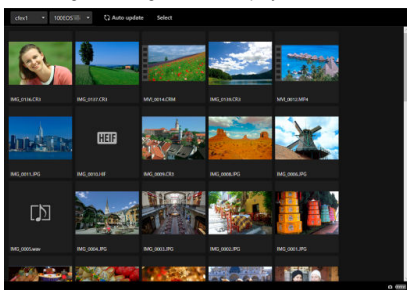 cfex1 100EOS Auto update Select
IMG_0136.CR3 IMG_0137.CR3 MVI_0014.CRM IMG_0139.CR3 MVI_0012.MP4
HEIF
IMG_0011.JPG IMG_0010.HIF IMG_0009.CR3 IMG_0008.JPG IMG_0006.JPG
IMG_0005.wav IMG_0004.JPG IMG_0003.JPG IMG_0002.JPG IMG_0001.JPG